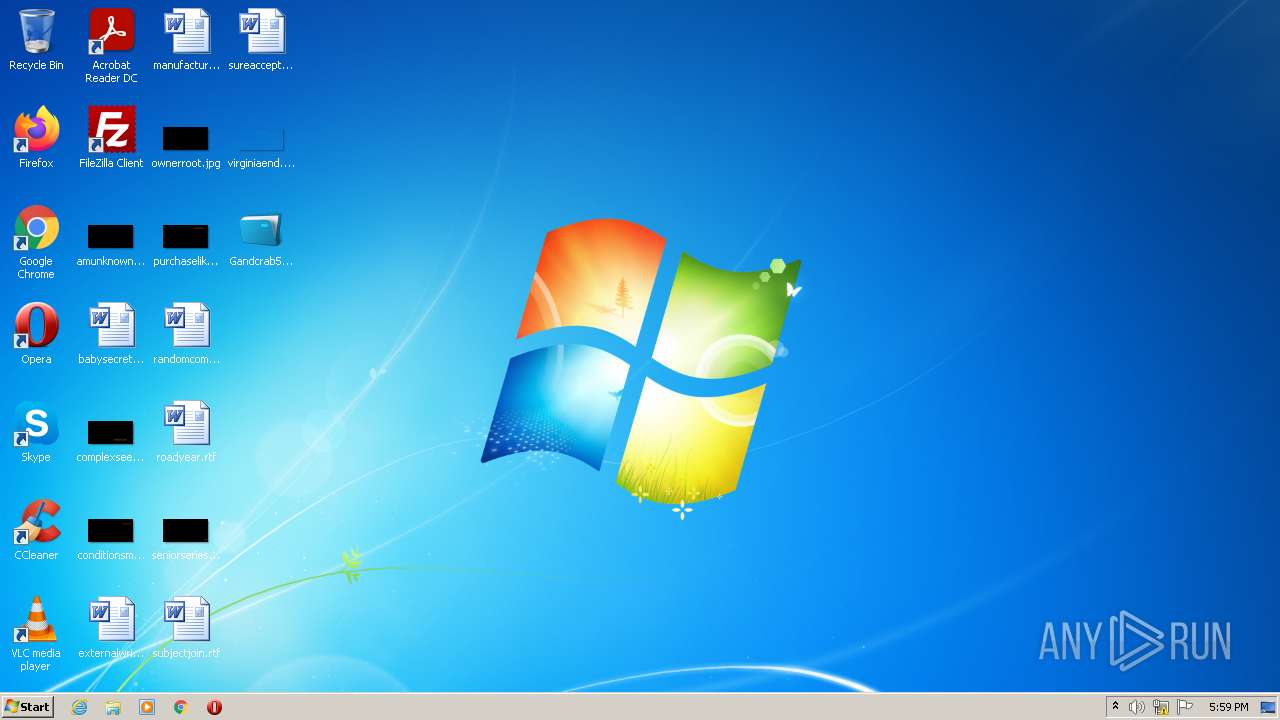 Recycle Bin
Acrobat
Reader DC
manufactur...
sureaccept...
Firefox
FileZilla Client
ownerroot.jpg
virginiaend....
Google
Chrome
amunknown...
purchaselik...
Gandcrab5...
Opera
babysecret...
randomcom...
Skype
complexsee...
roadyear.rtf
CCleaner
conditionsm...
seniorseries...
VLC media
player
externalwri...
subjectjoin.rtf
ANY RUN
Start
5:59 PM